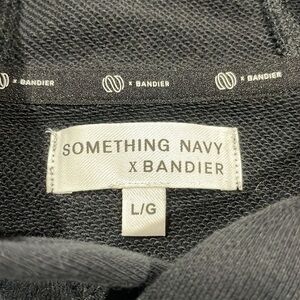 x BANDIER x BANDIER x BANDIER
SOMETHING NAVY
X BANDIER
L/G